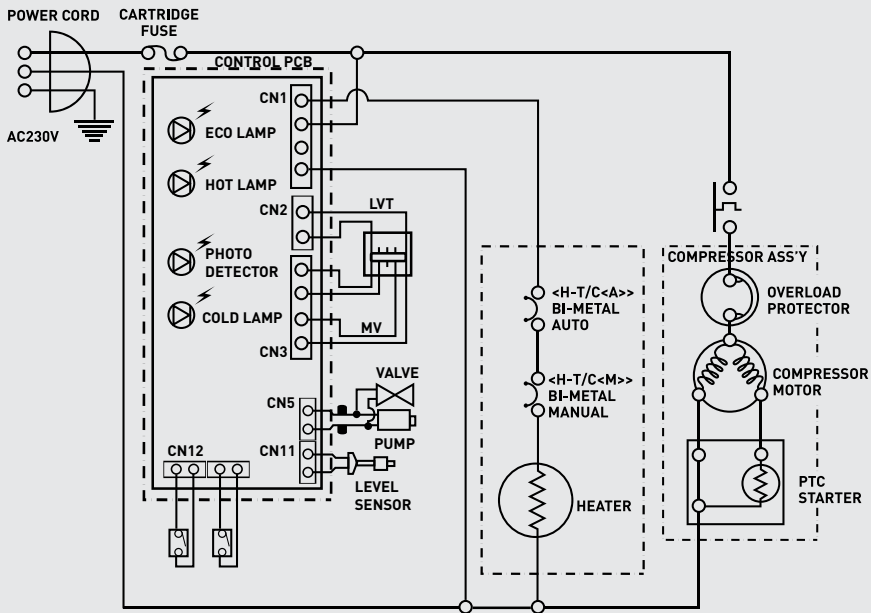 POWER CORD
CARTRIDGE
FUSE
CONTROL PCB
AC230V
CN1
ECO LAMP
HOT LAMP
CN2
LVT
PHOTO
DETECTOR
COLD LAMP
MV
CN3
VALVE
CN5
PUMP
CN12
CN11
LEVEL
SENSOR
<H-T/C<A>>
BI-METAL
AUTO
<H-T/C<M>>
BI-METAL
MANUAL
HEATER
COMPRESSOR ASS'Y
OVERLOAD
PROTECTOR
COMPRESSOR
MOTOR
PTC
STARTER